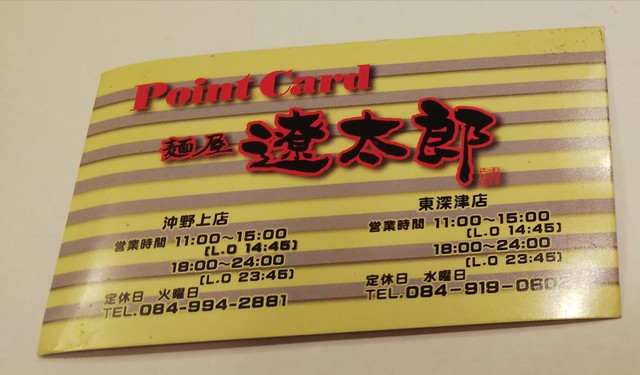 Point Card
麺屋 遼太郎
沖野上店
営業時間 11:00～15:00
[L.O 14:45]
18:00～24:00
[L.O 23:45]
定休日 火曜日
TEL.084-994-2881
東深津店
営業時間 11:00～15:00
[L.O 14:45]
18:00～24:00
[L.O 23:45]
定休日 水曜日
TEL.084-919-0602